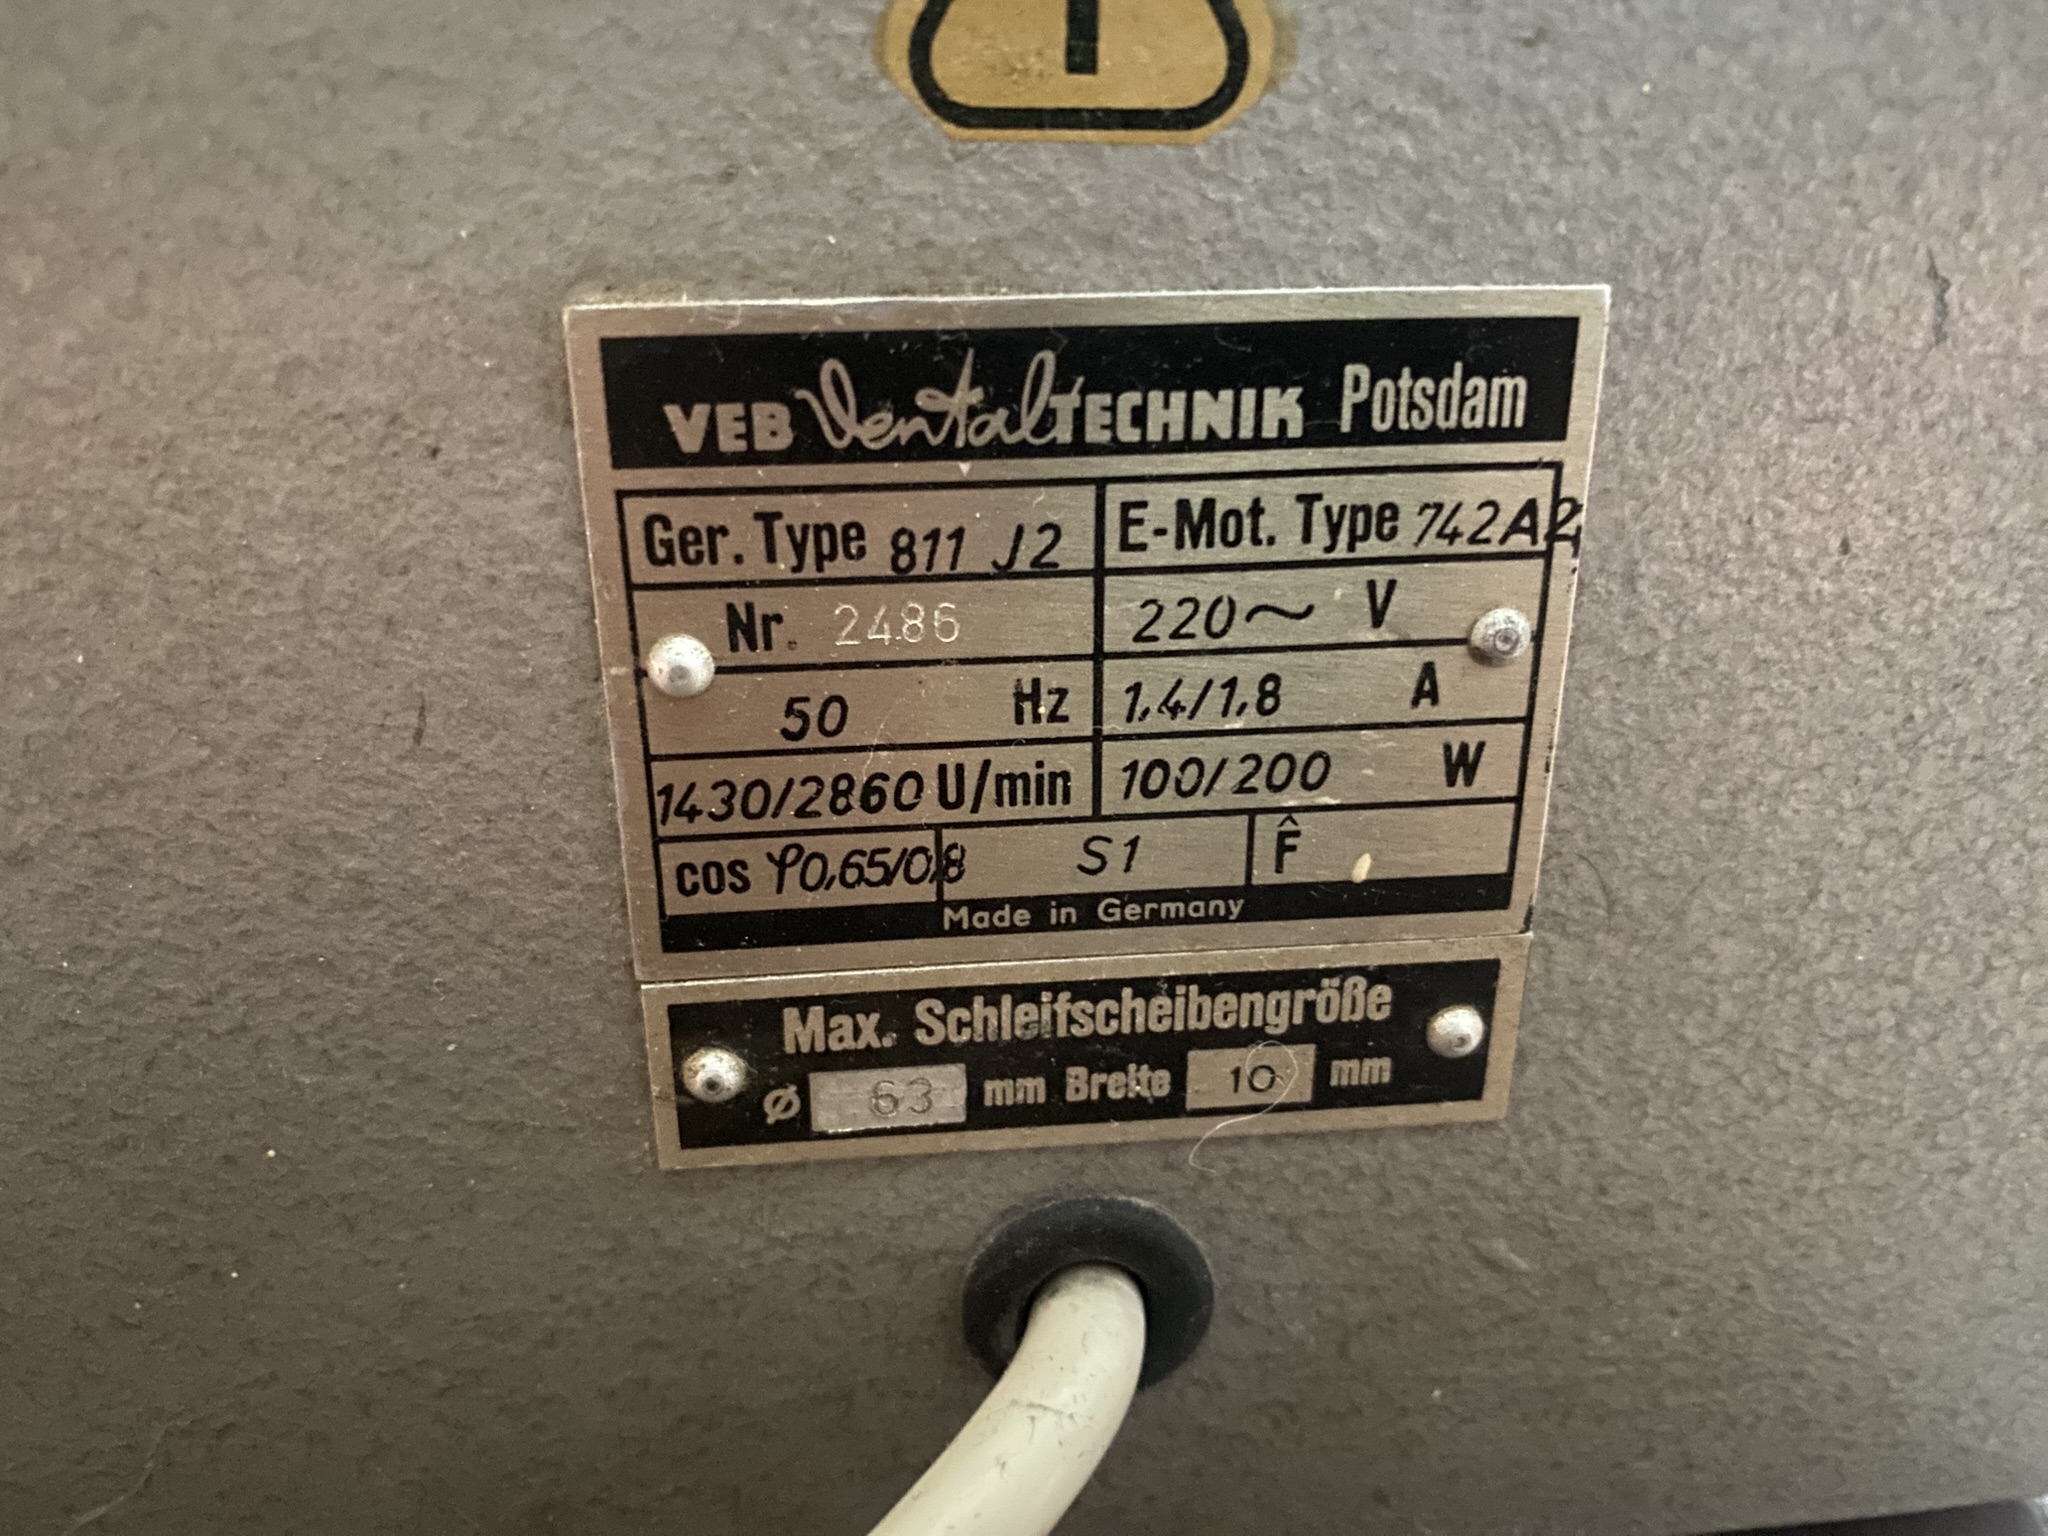 VEB DentalTECHNIK Potsdam
Ger. Type 811 J2 E-Mot. Type 742A2
Nr. 2486 220~ V
50 Hz 1,4/1,8 A
1430/2860 U/min 100/200 W
cos φ0,65/0,8 S1 F̂
Made in Germany
Max. Schleifscheibengröße
Ø 63 mm Breite 10 mm